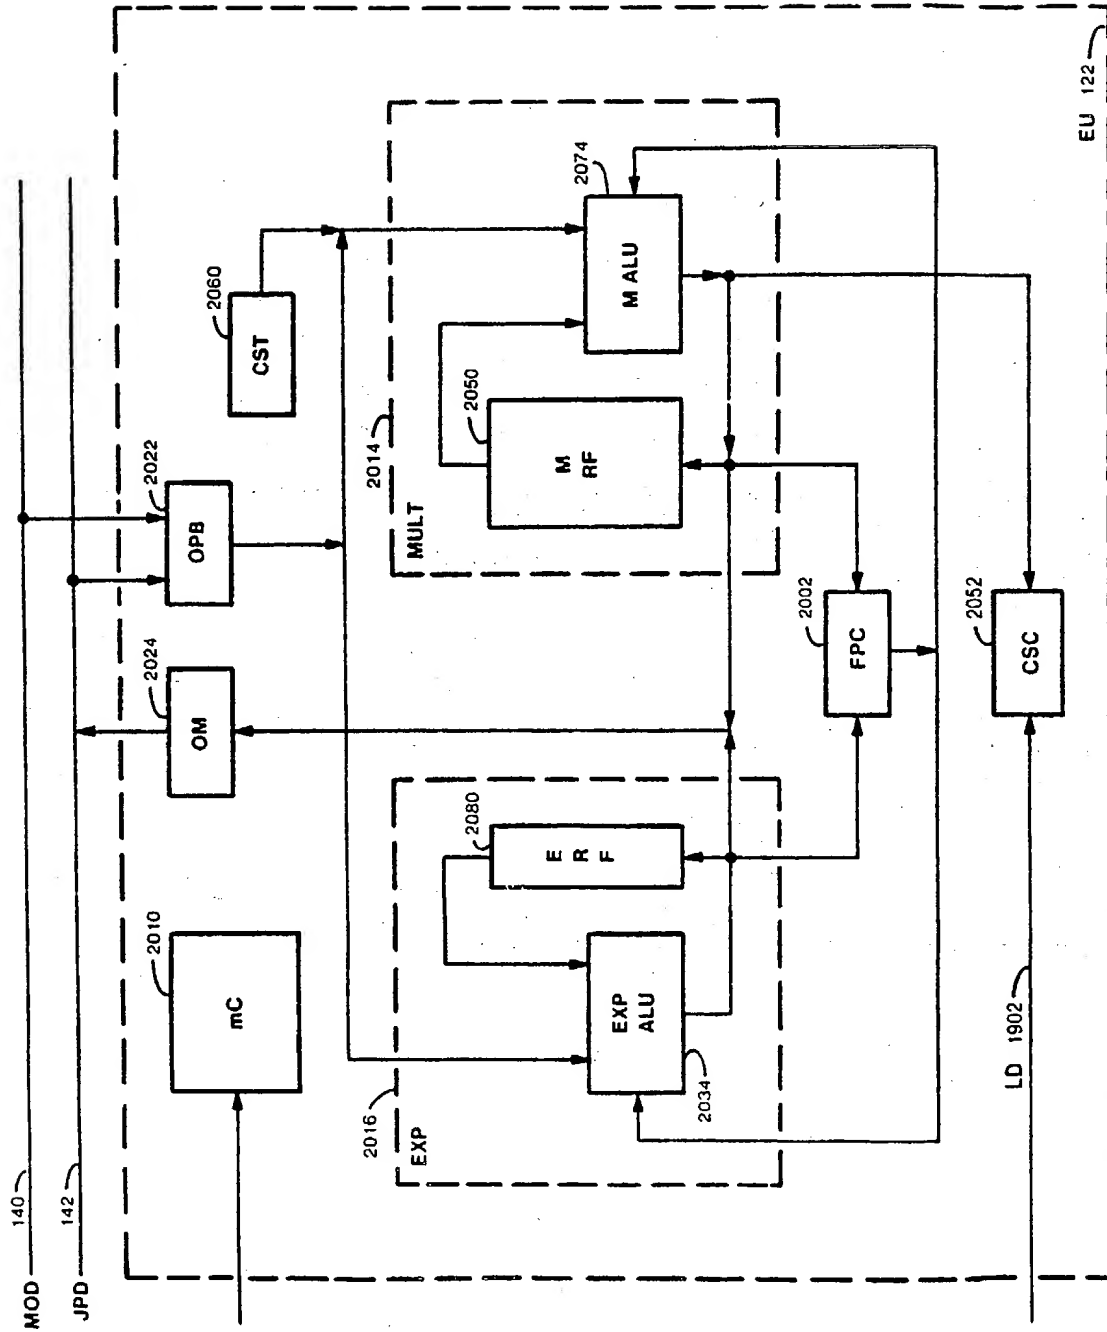 MOD
140
JPD
142
mC
2010
OM
2024
OPB
2022
CST
2060
EXP
2016
EXP
ALU
2034
E
R
F
2080
MULT
2014
M
RF
2050
M ALU
2074
FPC
2002
CSC
2052
LD 1902
EU 122